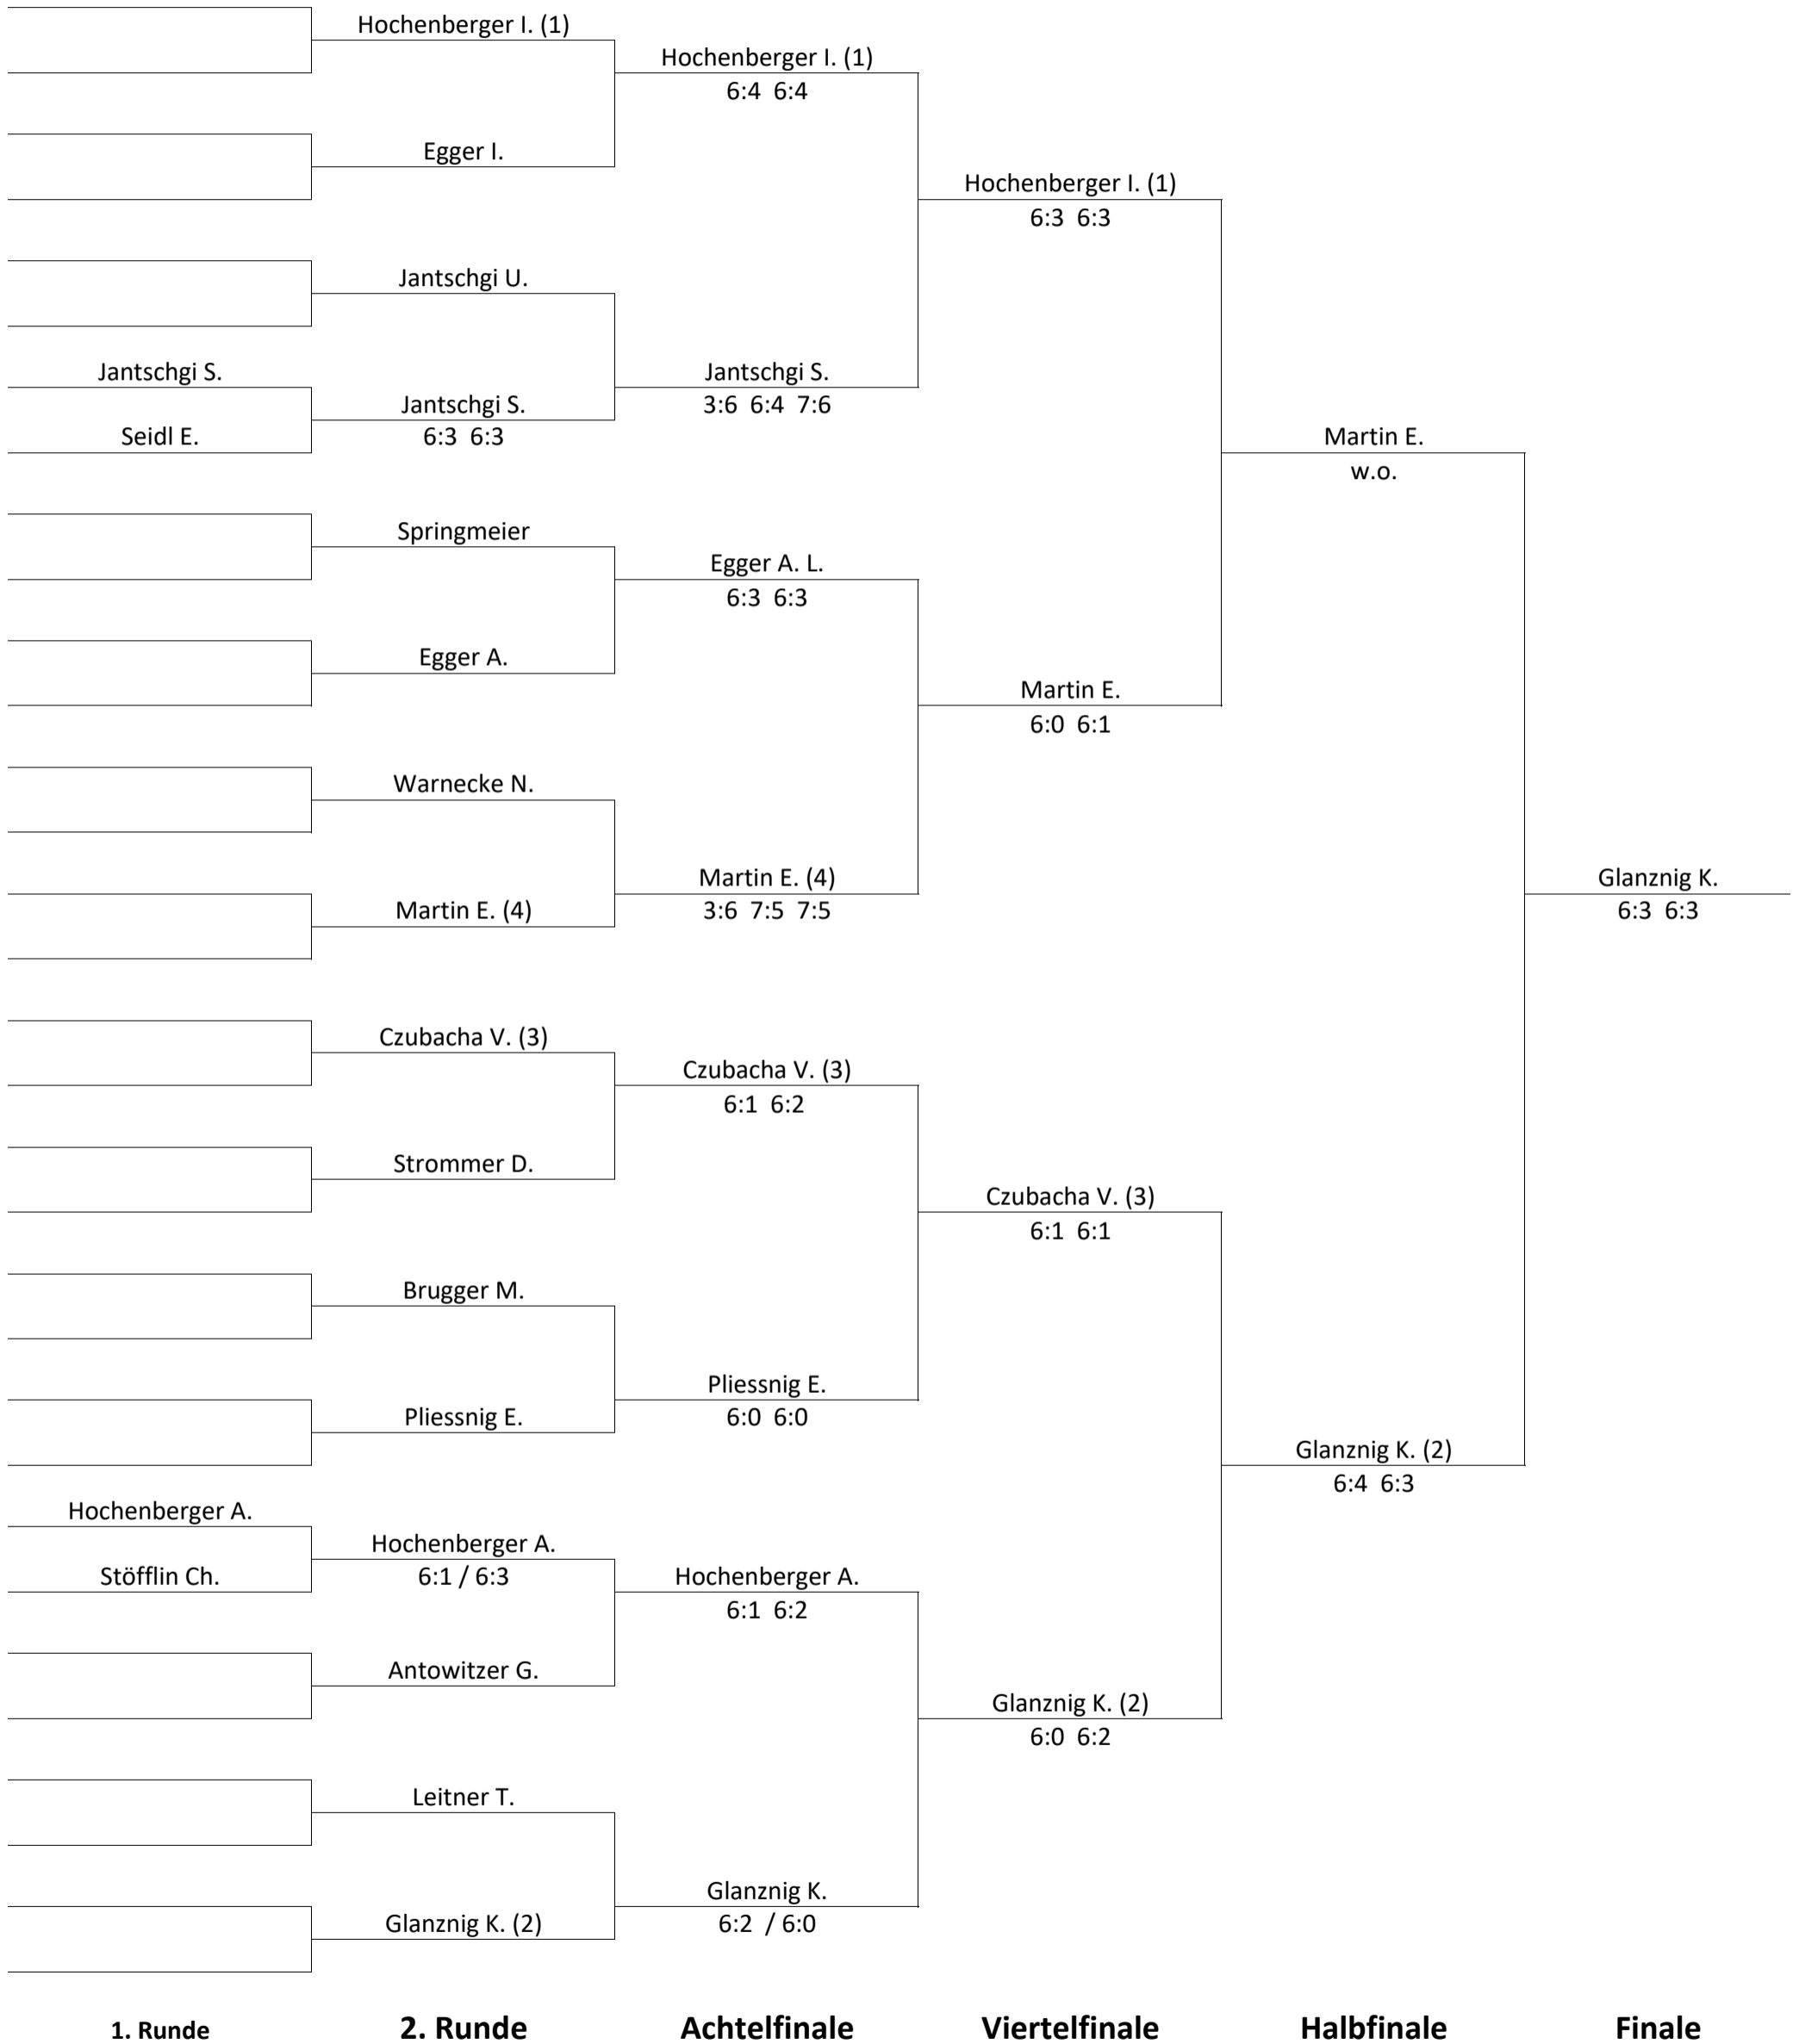 Hochenberger I. (1)
Hochenberger I. (1)
6:4 6:4
Egger I.
Hochenberger I. (1)
6:3 6:3
Jantschgi U.
Jantschgi S.
Jantschgi S.
Jantschgi S.
3:6 6:4 7:6
Seidl E.
6:3 6:3
Martin E.
w.o.
Springmeier
Egger A. L.
6:3 6:3
Egger A.
Martin E.
6:0 6:1
Warnecke N.
Martin E. (4)
Glanznig K.
Martin E. (4)
3:6 7:5 7:5
6:3 6:3
Czubacha V. (3)
Czubacha V. (3)
6:1 6:2
Strommer D.
Czubacha V. (3)
6:1 6:1
Brugger M.
Pliessnig E.
Pliessnig E.
6:0 6:0
Glanznig K. (2)
6:4 6:3
Hochenberger A.
Hochenberger A.
Stöfflin Ch.
6:1 / 6:3
Hochenberger A.
6:1 6:2
Antowitzer G.
Glanznig K. (2)
6:0 6:2
Leitner T.
Glanznig K.
Glanznig K. (2)
6:2 / 6:0
1. Runde 2. Runde Achtelfinale Viertelfinale Halbfinale Finale